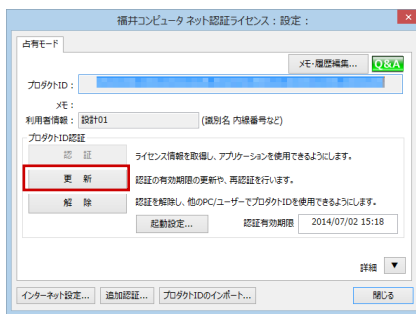 福井コンピュータ ネット認証ライセンス：設定：
占有モード
メモ・履歴編集... Q&A
プロダクトID：
メモ：
利用者情報： 設計01 (識別名 内線番号など)
プロダクトID認証
認 証 ライセンス情報を取得し、アプリケーションを使用できるようにします。
更 新 認証の有効期限の更新や、再認証を行います。
解 除 認証を解除し、他のPC/ユーザーでプロダクトIDを使用できるようにします。
起動設定... 認証有効期限 2014/07/02 15:18
詳細 ▼
インターネット設定... 追加認証... プロダクトIDのインポート... 閉じる